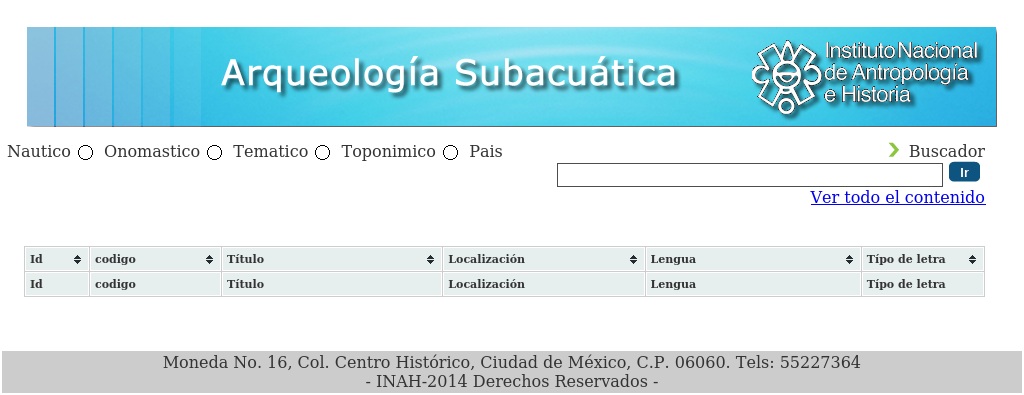 Arqueología Subacuática
Instituto Nacional
de Antropología
e Historia
Nautico Onomastico Tematico Toponimico Pais
Buscador
Ir
Ver todo el contenido
Id codigo Título Localización Lengua Típo de letra
Id codigo Título Localización Lengua Típo de letra
Moneda No. 16, Col. Centro Histórico, Ciudad de México, C.P. 06060. Tels: 55227364
- INAH-2014 Derechos Reservados -